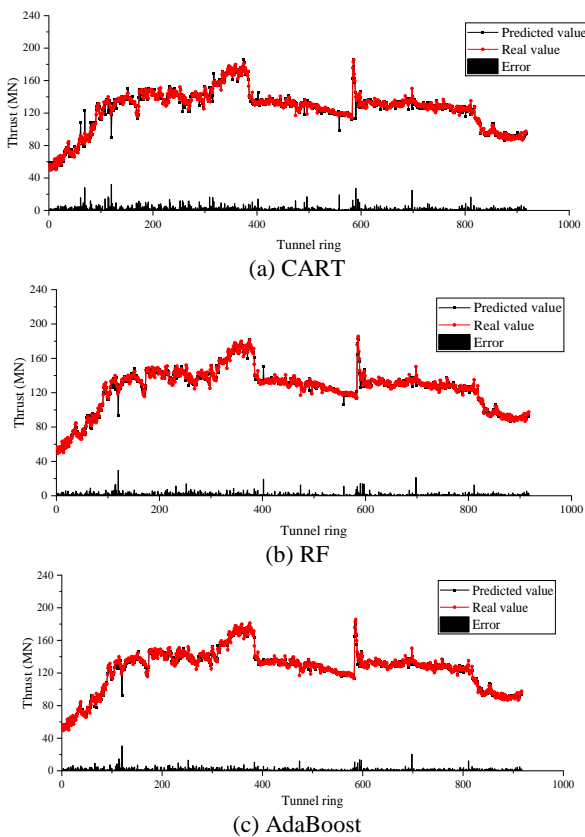 240
200
160
120
80
40
0
Thrust (MN)
Predicted value
Real value
Error
0 200 400 600 800 1000
Tunnel ring
(a) CART
240
200
160
120
80
40
0
Thrust (MN)
Predicted value
Real value
Error
0 200 400 600 800 1000
Tunnel ring
(b) RF
240
200
160
120
80
40
0
Thrust (MN)
Predicted value
Real value
Error
0 200 400 600 800 1000
Tunnel ring
(c) AdaBoost